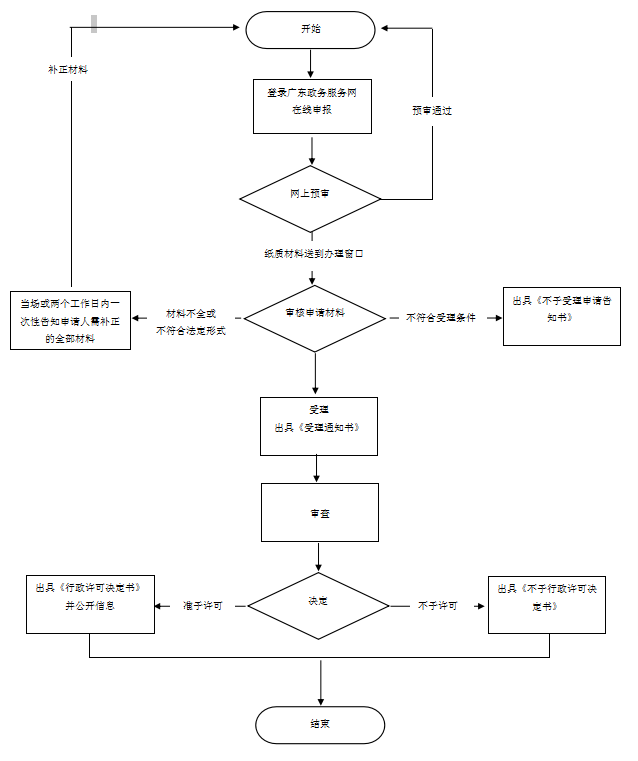 开始
补正材料
登录广东政务服务网
在线申报
预审通过
网上预审
纸质材料送到办理窗口
当场或两个工作日内一
次性告知申请人需补正
的全部材料
材料不全或
不符合法定形式
审核申请材料
不符合受理条件
出具《不予受理申请告
知书》
受理
出具《受理通知书》
审查
出具《行政许可决定书》
并公开信息
准予许可
决定
不予许可
出具《不予行政许可决
定书》
结束